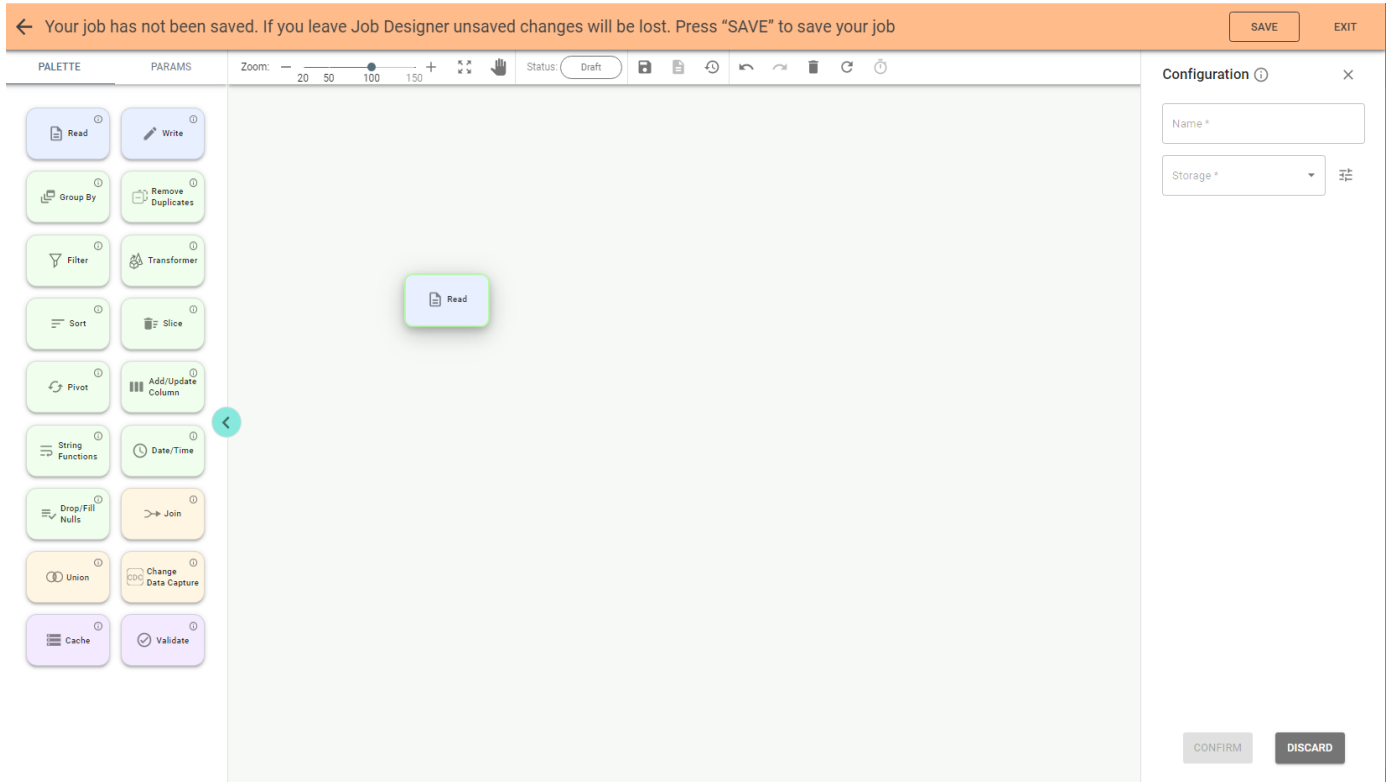 Your job has not been saved. If you leave Job Designer unsaved changes will be lost. Press “SAVE” to save your job
SAVE
EXIT
PALETTE
PARAMS
Zoom:
20 50 100 150
Status:
Draft
Configuration
Read
Write
Name *
Group By
Remove
Duplicates
Storage *
Filter
Transformer
Read
Sort
Slice
Pivot
Add/Update
Column
String
Functions
Date/Time
Drop/Fill
Nulls
Join
Union
CDC
Change
Data Capture
Cache
Validate
CONFIRM
DISCARD